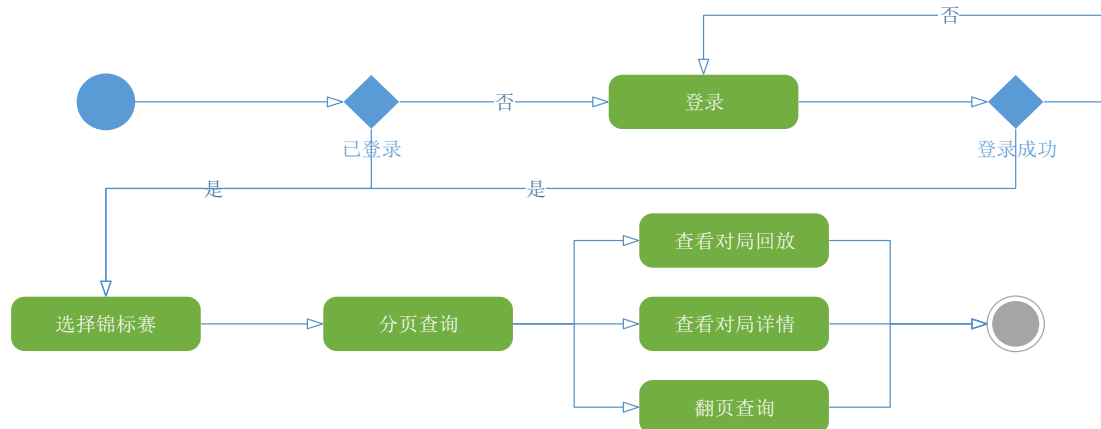 否
否
登录
已登录
登录成功
是
是
查看对局回放
选择锦标赛
分页查询
查看对局详情
翻页查询